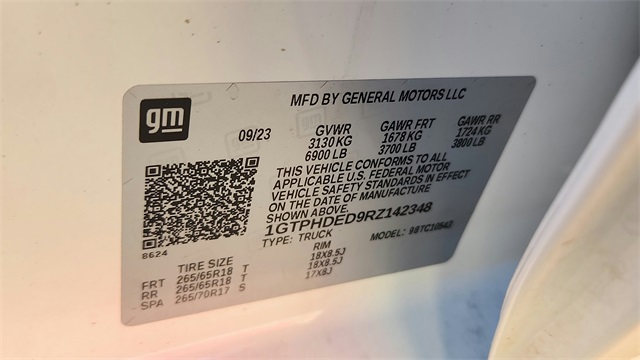 MFD BY GENERAL MOTORS LLC
gm
09/23
GVWR GAWR FRT GAWR RR
3130 KG 1678 KG 1724 KG
6900 LB 3700 LB 3800 LB
THIS VEHICLE CONFORMS TO ALL
APPLICABLE U.S. FEDERAL MOTOR
VEHICLE SAFETY STANDARDS IN EFFECT
ON THE DATE OF MANUFACTURE
SHOWN ABOVE.
1GTPHDED9RZ142348
TYPE: TRUCK MODEL:
8624
TIRE SIZE RIM
FRT 265/65R18 T 18X8.5J
RR 265/65R18 T 18X8.5J
SPA 265/70R17 S 17X8J